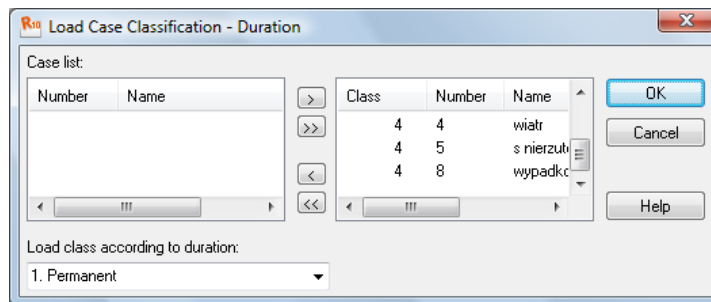 R10 Load Case Classification - Duration
Case list:
Number Name
> 
>>
<
<<
Class Number Name
4 4 wiatr
4 5
4 8
OK
Cancel
Help
Load class according to duration:
1. Permanent